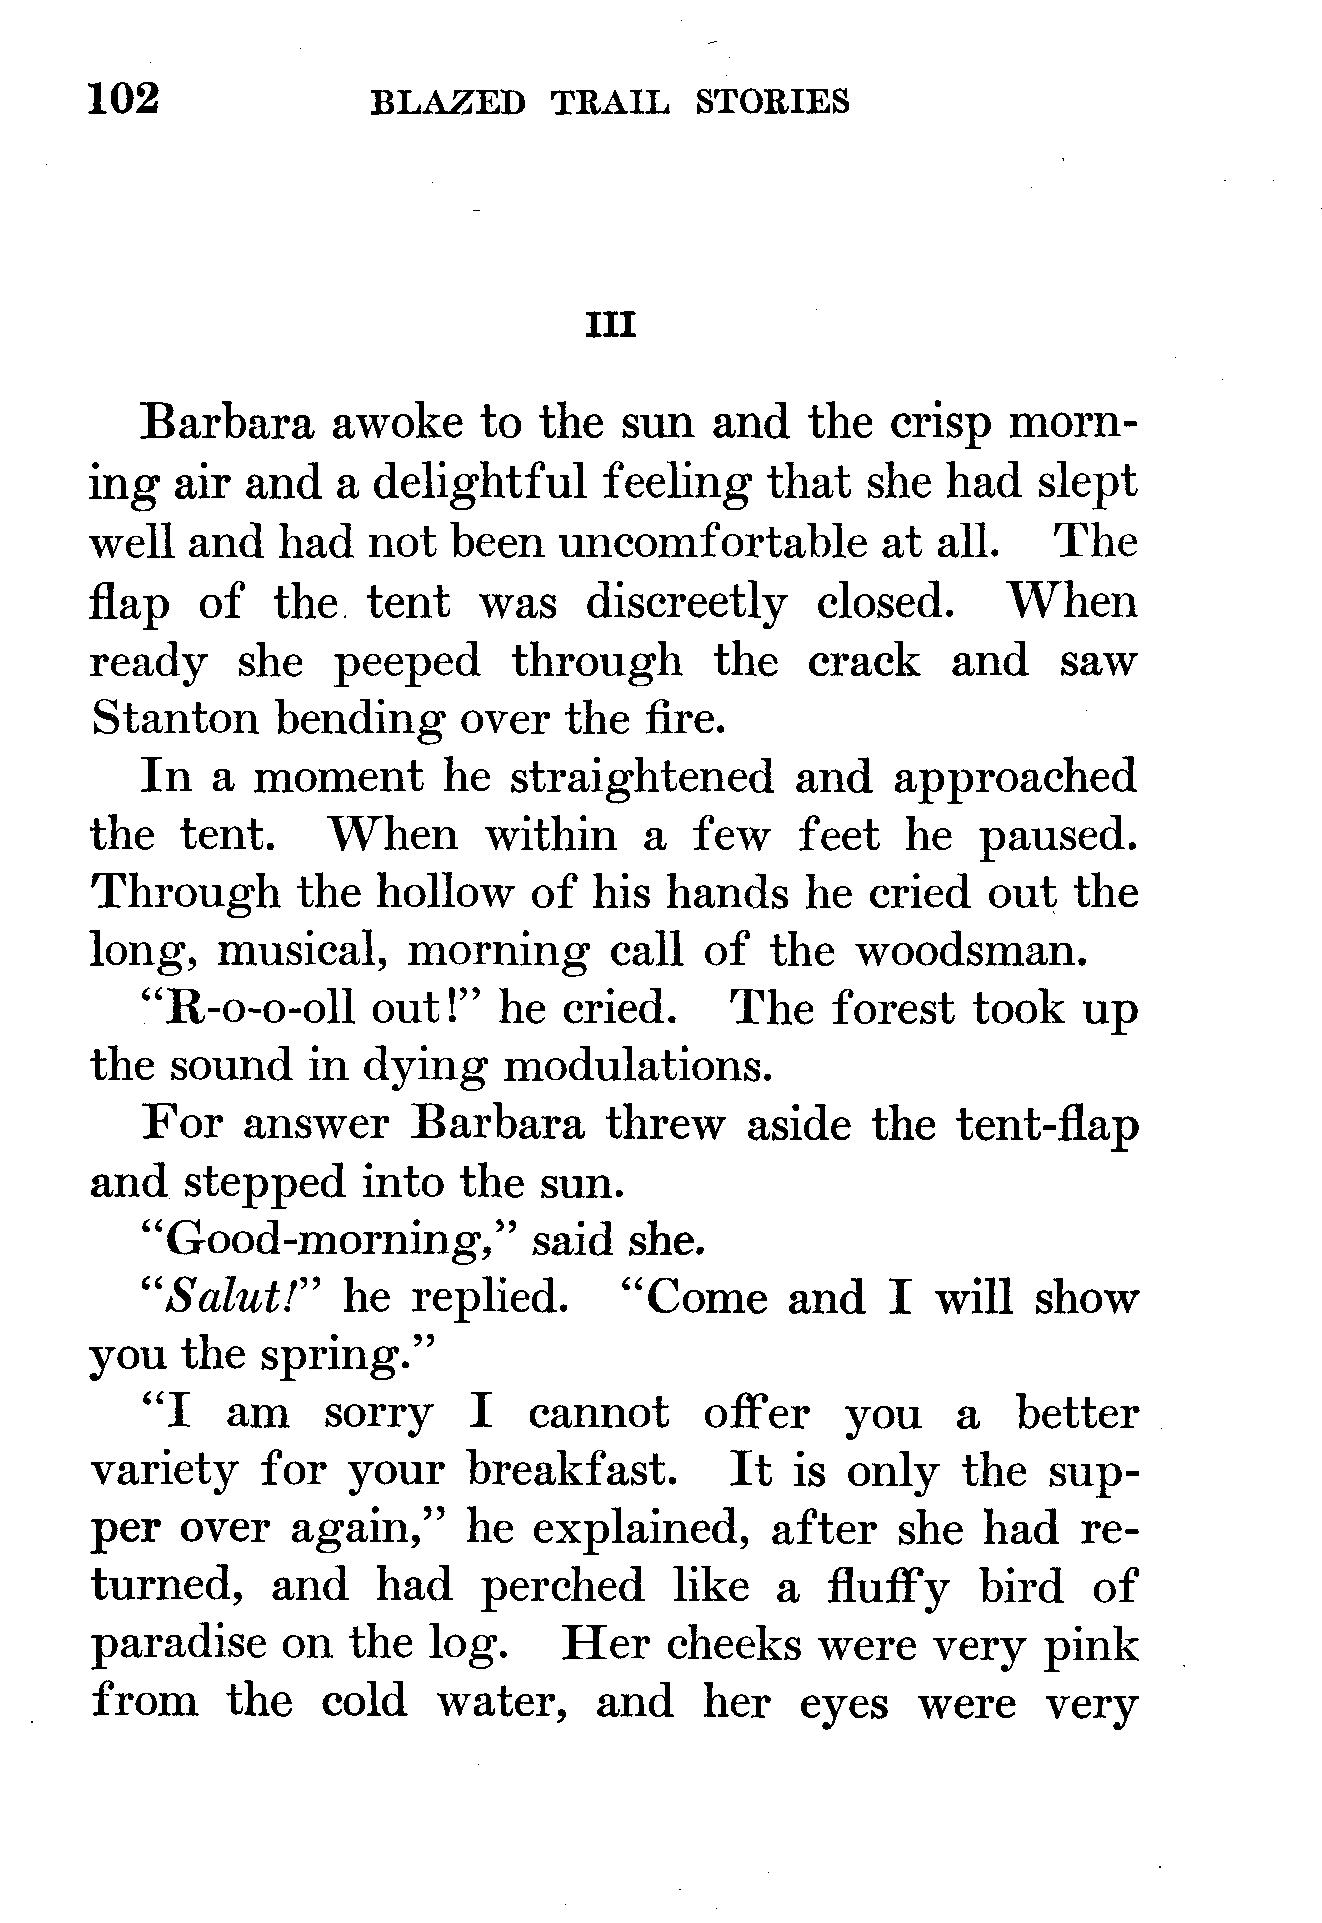 102 BLAZED TRAIL STORIES
III
Barbara awoke to the sun and the crisp morn-
ing air and a delightful feeling that she had slept
well and had not been uncomfortable at all. The
flap of the tent was discreetly closed. When
ready she peeped through the crack and saw
Stanton bending over the fire.
In a moment he straightened and approached
the tent. When within a few feet he paused.
Through the hollow of his hands he cried out the
long, musical, morning call of the woodsman.
“R-o-o-oll out!” he cried. The forest took up
the sound in dying modulations.
For answer Barbara threw aside the tent-flap
and stepped into the sun.
“Good-morning,” said she.
“Salut!” he replied. “Come and I will show
you the spring.”
“I am sorry I cannot offer you a better
variety for your breakfast. It is only the sup-
per over again,” he explained, after she had re-
turned, and had perched like a fluffy bird of
paradise on the log. Her cheeks were very pink
from the cold water, and her eyes were very